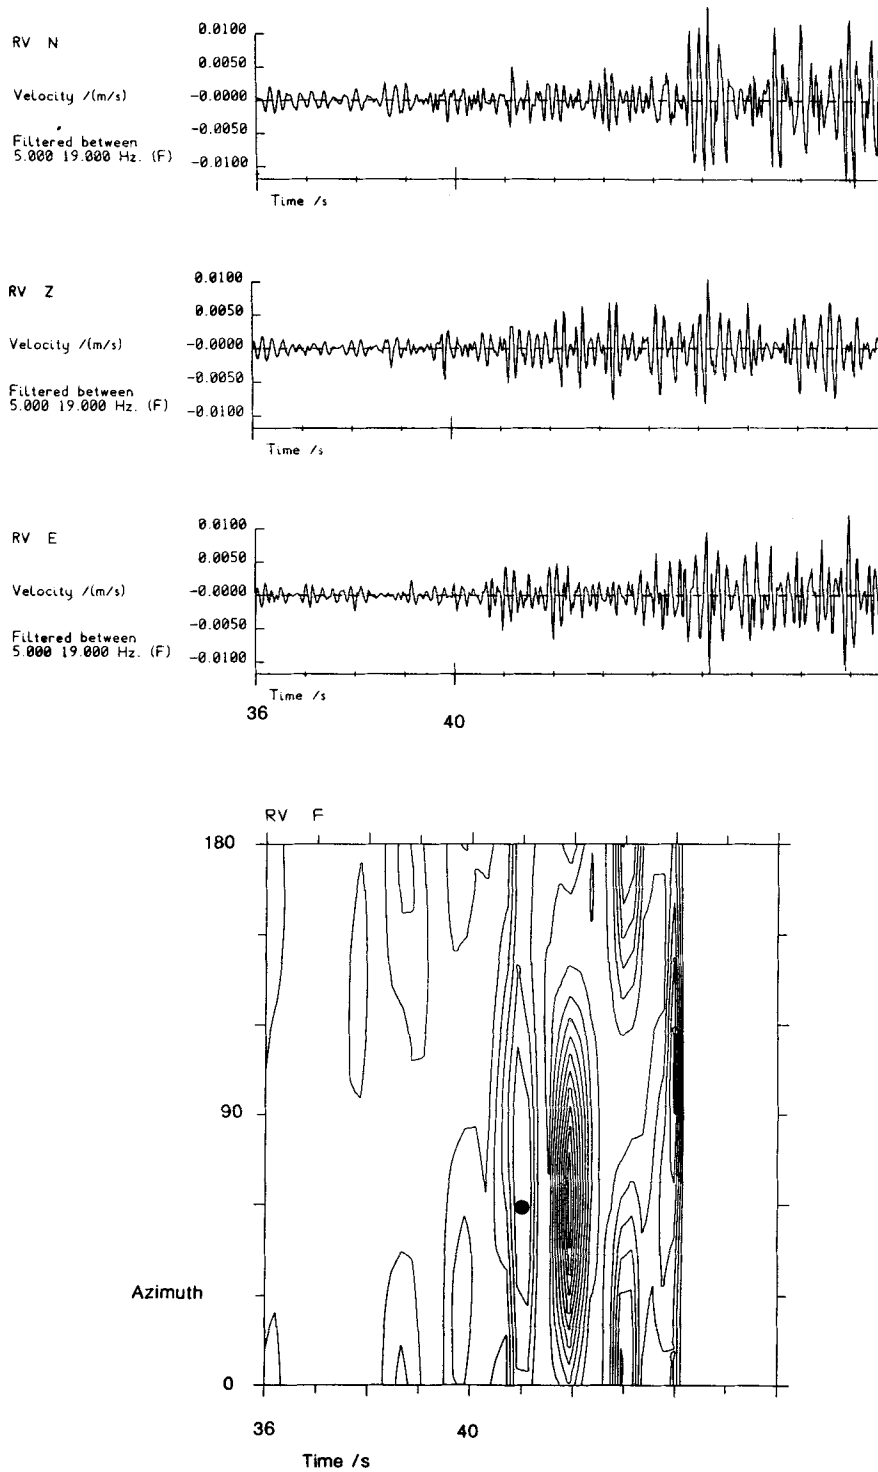 RV N
0.0100
0.0050
Velocity /(m/s)
-0.0000
-0.0050
Filtered between
5.000 19.000 Hz. (F)
-0.0100
Time /s
RV Z
0.0100
0.0050
Velocity /(m/s)
-0.0000
-0.0050
Filtered between
5.000 19.000 Hz. (F)
-0.0100
Time /s
RV E
0.0100
0.0050
Velocity /(m/s)
-0.0000
-0.0050
Filtered between
5.000 19.000 Hz. (F)
-0.0100
Time /s
36 40
RV F
180
90
Azimuth
0
36 40
Time /s